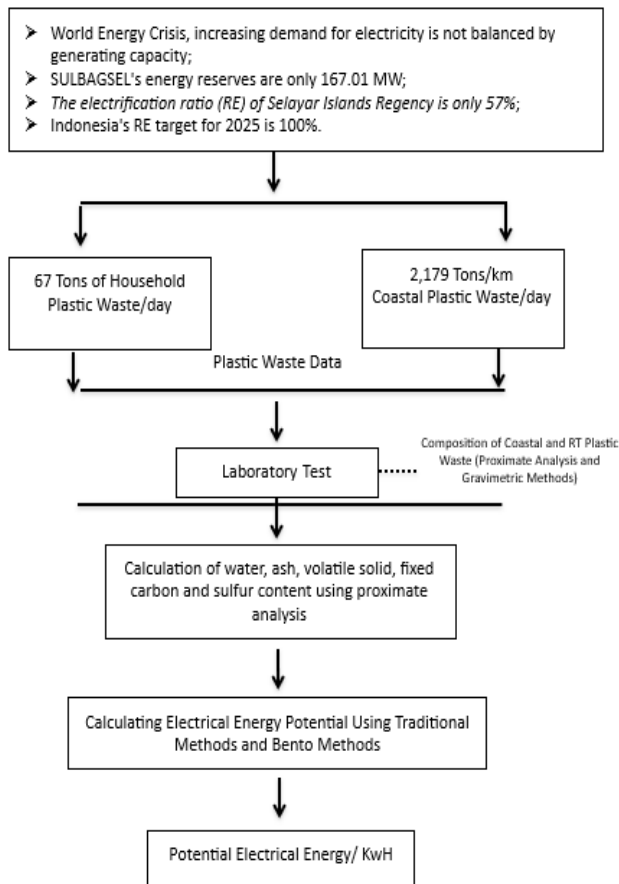 ➤ World Energy Crisis, increasing demand for electricity is not balanced by
generating capacity;
➤ SULBAGSEL's energy reserves are only 167.01 MW;
➤ The electrification ratio (RE) of Selayar Islands Regency is only 57%;
➤ Indonesia's RE target for 2025 is 100%.
67 Tons of Household
Plastic Waste/day
2,179 Tons/km
Coastal Plastic Waste/day
Plastic Waste Data
Laboratory Test
Composition of Coastal and RT Plastic
Waste (Proximate Analysis and
Gravimetric Methods)
Calculation of water, ash, volatile solid, fixed
carbon and sulfur content using proximate
analysis
Calculating Electrical Energy Potential Using Traditional
Methods and Bento Methods
Potential Electrical Energy/ KwH